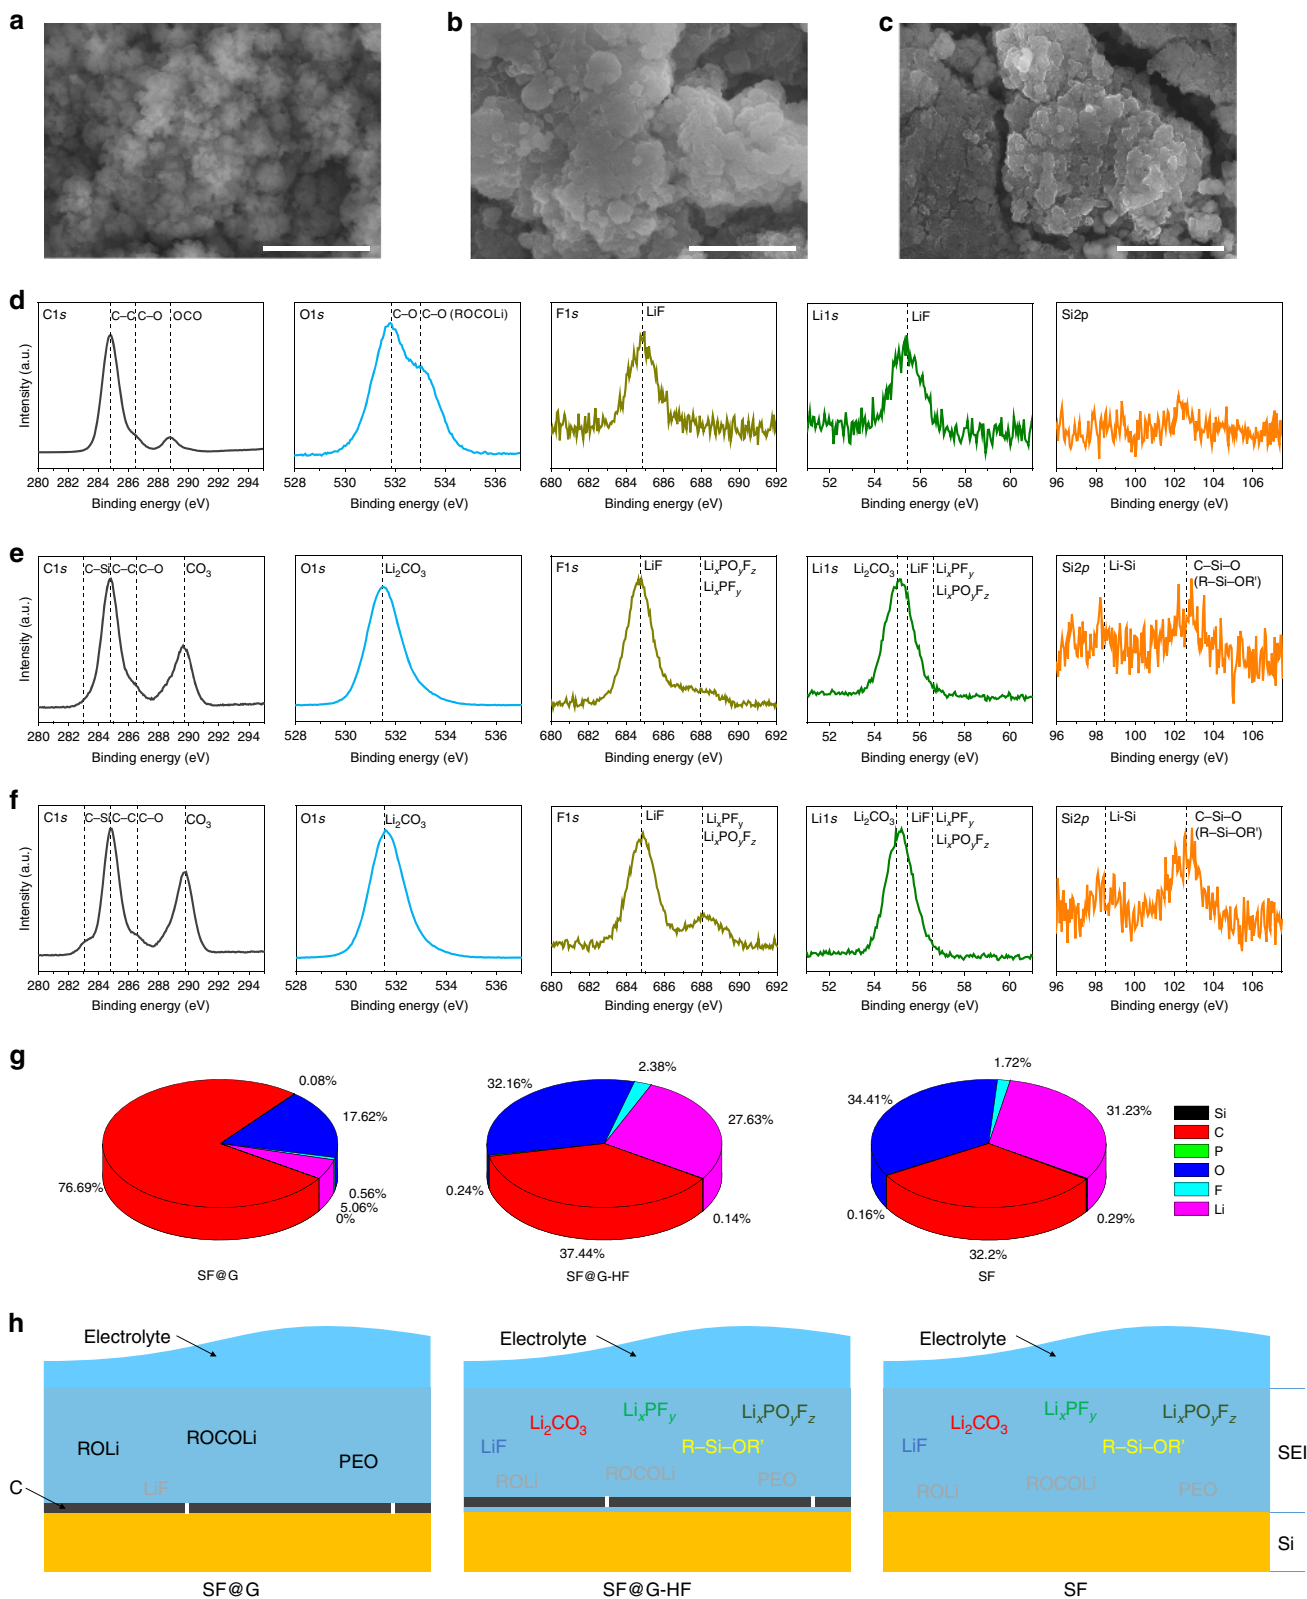 a
b
c
d
C1s
C–C
C–O
OCO
O1s
C–O
C–O (ROCOLi)
F1s
LiF
Li1s
LiF
Si2p
Intensity (a.u.)
280 282 284 286 288 290 292 294
528 530 532 534 536
680 682 684 686 688 690 692
52 54 56 58 60
96 98 100 102 104 106
Binding energy (eV)
Binding energy (eV)
Binding energy (eV)
Binding energy (eV)
Binding energy (eV)
e
C1s
C–Si
C–C
C–O
CO3
O1s
Li2CO3
F1s
LiF
LixPOyFz
LixPFy
Li1s
Li2CO3
LiF
LixPFy
LixPOyFz
Si2p
Li-Si
C–Si–O
(R–Si–OR')
Intensity (a.u.)
280 282 284 286 288 290 292 294
528 530 532 534 536
680 682 684 686 688 690 692
52 54 56 58 60
96 98 100 102 104 106
Binding energy (eV)
Binding energy (eV)
Binding energy (eV)
Binding energy (eV)
Binding energy (eV)
f
C1s
C–Si
C–C
C–O
CO3
O1s
Li2CO3
F1s
LiF
LixPFy
LixPOyFz
Li1s
Li2CO3
LiF
LixPFy
LixPOyFz
Si2p
Li-Si
C–Si–O
(R–Si–OR')
Intensity (a.u.)
280 282 284 286 288 290 292 294
528 530 532 534 536
680 682 684 686 688 690 692
52 54 56 58 60
96 98 100 102 104 106
Binding energy (eV)
Binding energy (eV)
Binding energy (eV)
Binding energy (eV)
Binding energy (eV)
g
0.08%
17.62%
76.69%
0.56%
5.06%
0%
SF@G
32.16%
2.38%
27.63%
0.24%
0.14%
37.44%
SF@G-HF
34.41%
1.72%
31.23%
0.16%
0.29%
32.2%
SF
Si
C
P
O
F
Li
h
Electrolyte
ROLi
ROCOLi
PEO
LiF
C
SF@G
Electrolyte
Li2CO3
LixPFy
LixPOyFz
LiF
R–Si–OR'
ROLi
ROCOLi
PEO
SF@G-HF
Electrolyte
Li2CO3
LixPFy
LixPOyFz
LiF
R–Si–OR'
ROLi
ROCOLi
PEO
SF
SEI
Si